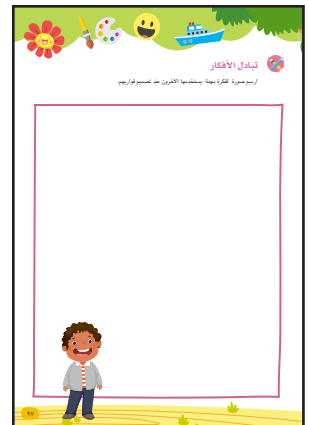 تبادل الأفكار
ارسم صورة لفكرة مهمة يستخدمها الآخرون عند تصميم قواربهم.
٩٧